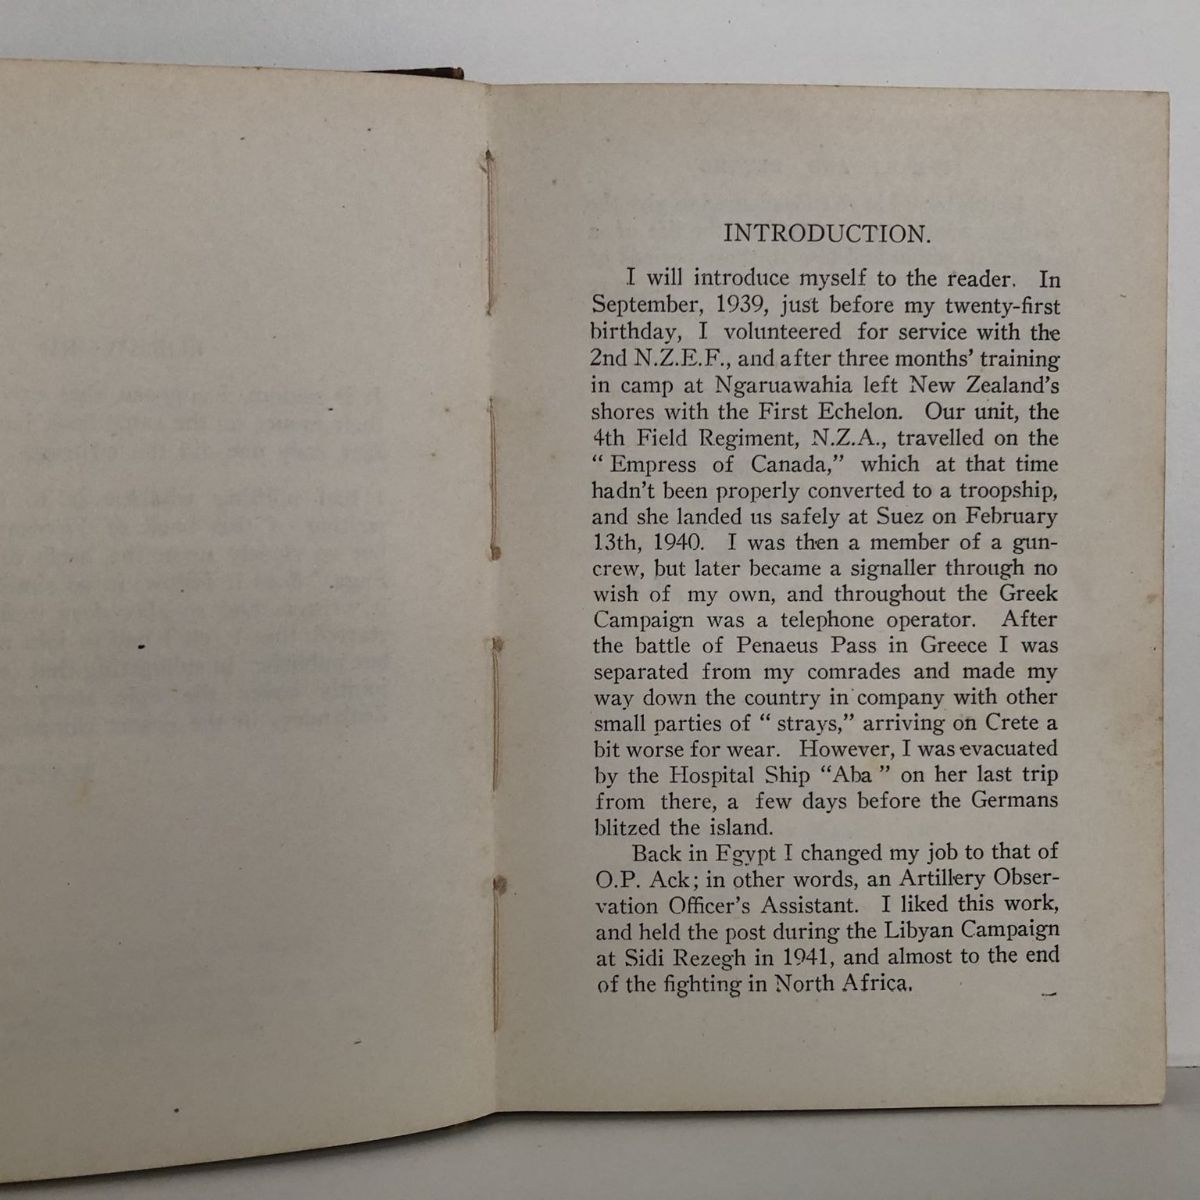 INTRODUCTION.
I will introduce myself to the reader. In
September, 1939, just before my twenty-first
birthday, I volunteered for service with the
2nd N.Z.E.F., and after three months' training
in camp at Ngaruawahia left New Zealand's
shores with the First Echelon. Our unit, the
4th Field Regiment, N.Z.A., travelled on the
“ Empress of Canada,” which at that time
hadn't been properly converted to a troopship,
and she landed us safely at Suez on February
13th, 1940. I was then a member of a gun-
crew, but later became a signaller through no
wish of my own, and throughout the Greek
Campaign was a telephone operator. After
the battle of Penaeus Pass in Greece I was
separated from my comrades and made my
way down the country in company with other
small parties of “ strays,” arriving on Crete a
bit worse for wear. However, I was evacuated
by the Hospital Ship “Aba ” on her last trip
from there, a few days before the Germans
blitzed the island.
Back in Egypt I changed my job to that of
O.P. Ack; in other words, an Artillery Obser-
vation Officer's Assistant. I liked this work,
and held the post during the Libyan Campaign
at Sidi Rezegh in 1941, and almost to the end
of the fighting in North Africa.